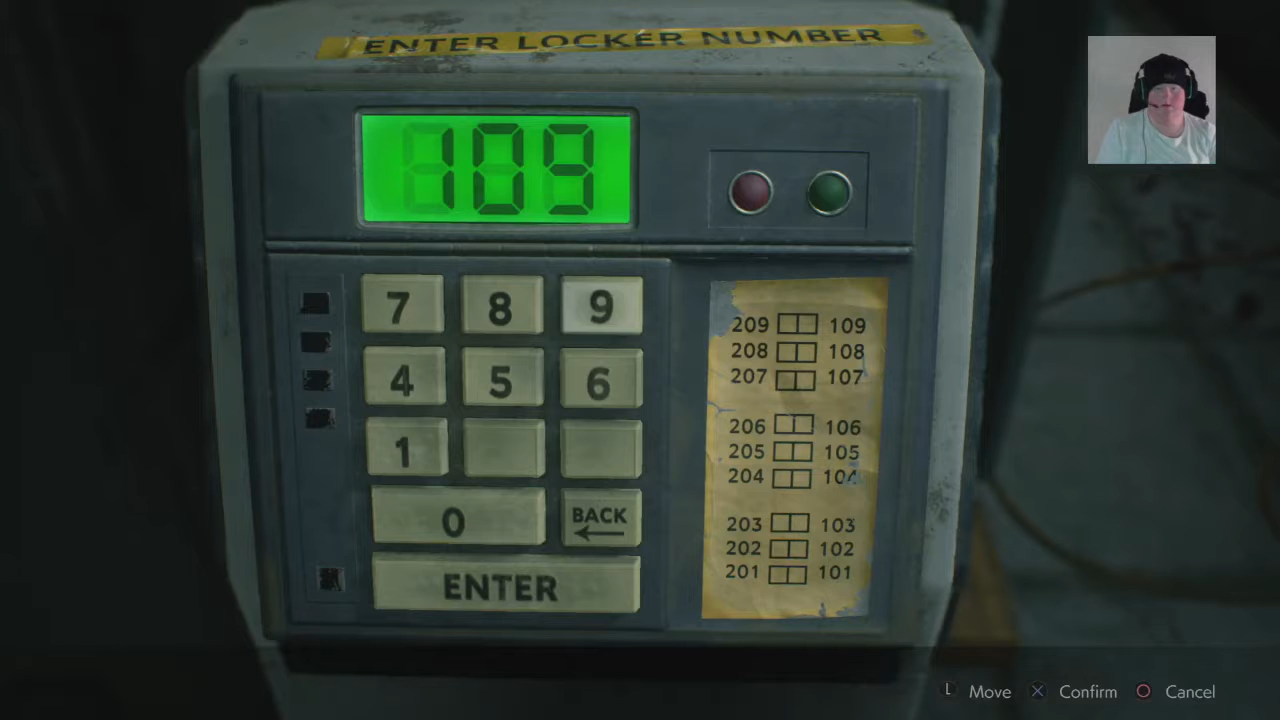 ENTER LOCKER NUMBER
109
7 8 9
4 5 6
1
0 BACK
ENTER
209 109
208 108
207 107
206 106
205 105
204 104
203 103
202 102
201 101
L Move Confirm Cancel